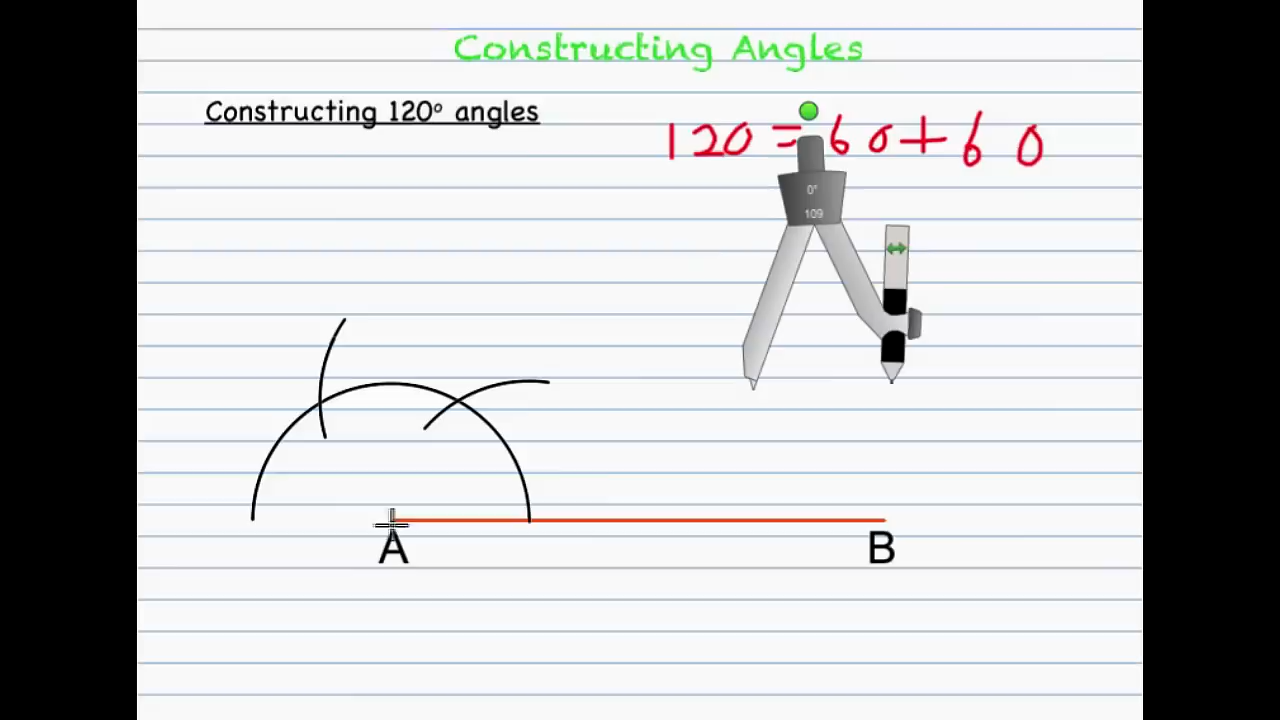 Constructing Angles
Constructing 120° angles
120 = 60 + 60
0°
109
A
B